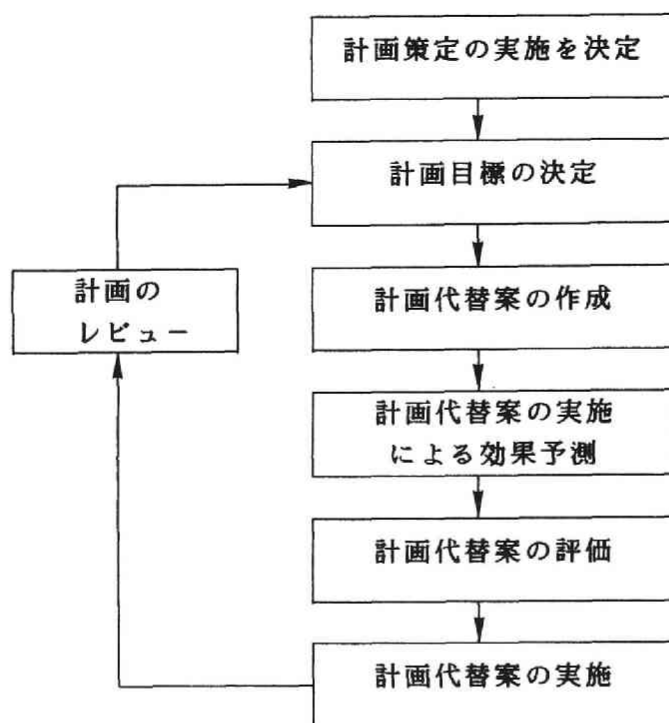 計画策定の実施を決定
計画目標の決定
計画の
レビュー
計画代替案の作成
計画代替案の実施
による効果予測
計画代替案の評価
計画代替案の実施